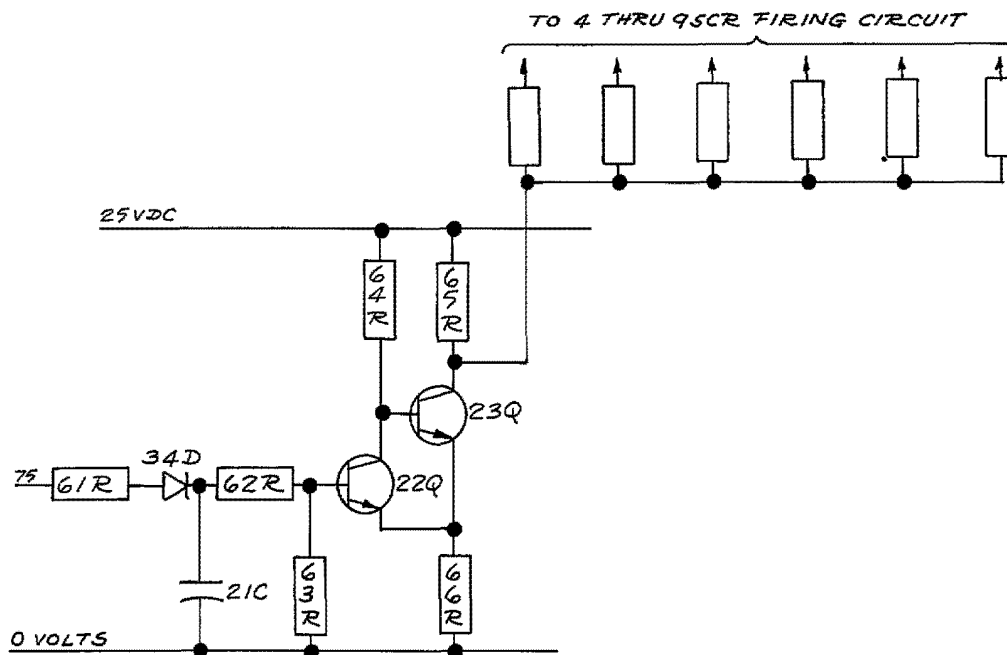 TO 4 THRU 9SCR FIRING CIRCUIT
25VDC
64R
65R
23Q
34D
75
61R
62R
22Q
21C
63R
66R
0 VOLTS